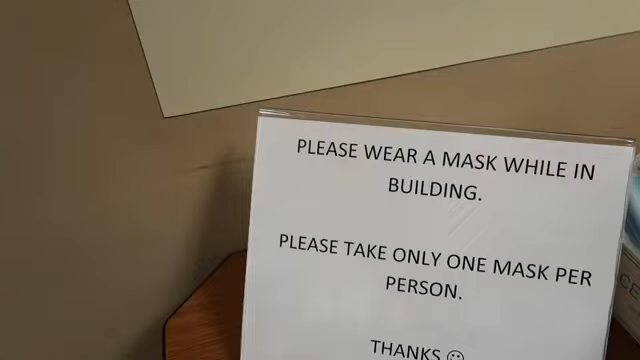 PLEASE WEAR A MASK WHILE IN
BUILDING.
PLEASE TAKE ONLY ONE MASK PER
PERSON.
THANKS ☺